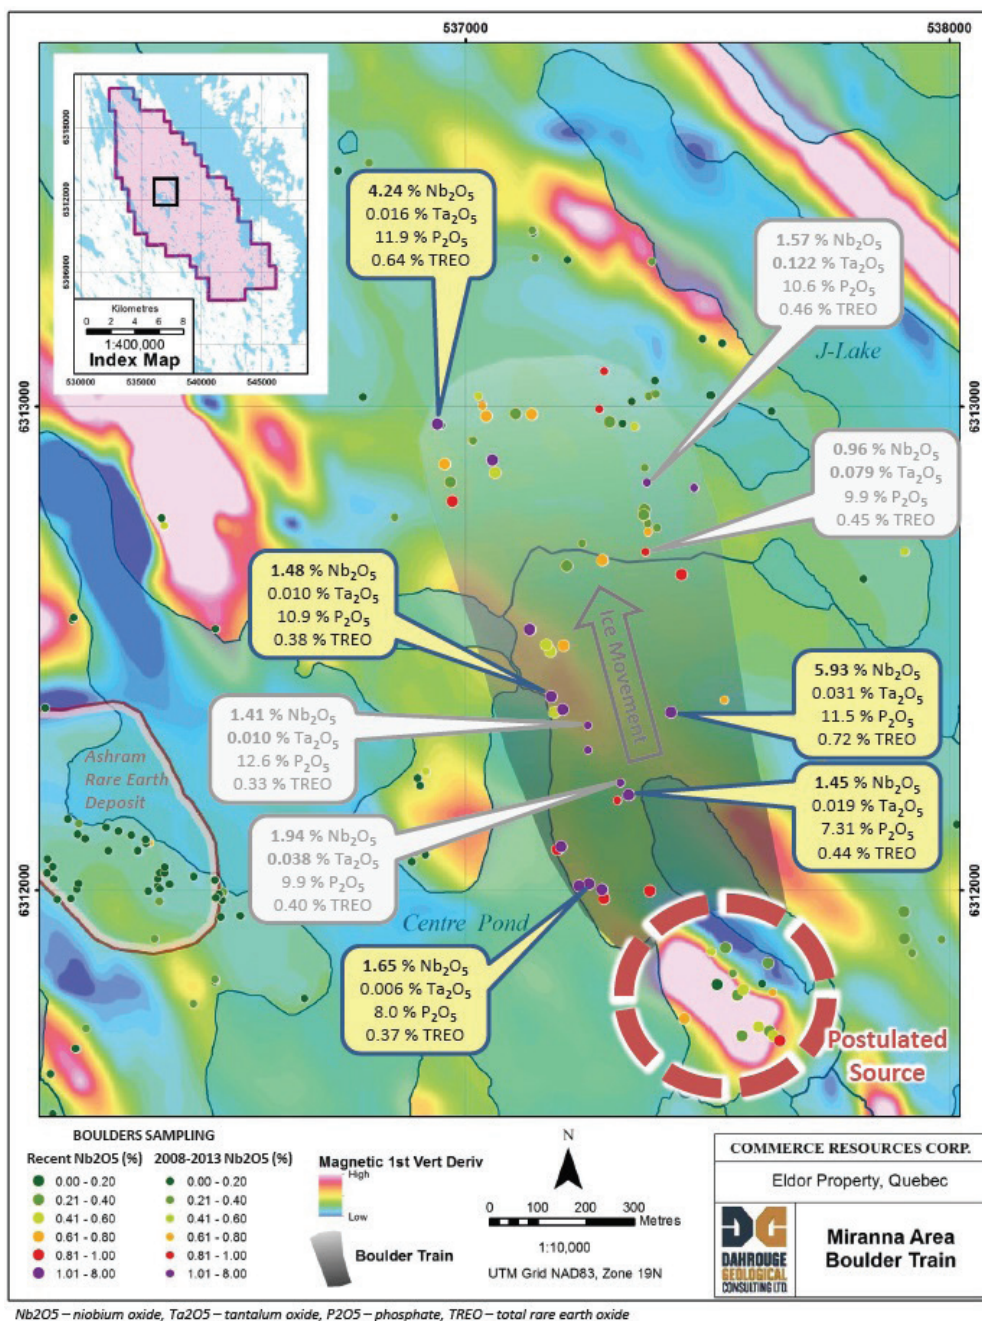 537000
538000
6318000
6312000
6306000
Kilometres
0 2 4 6 8
1:400,000
Index Map
530000 535000 540000 545000
4.24 % Nb₂O₅
0.016 % Ta₂O₅
11.9 % P₂O₅
0.64 % TREO
1.57 % Nb₂O₅
0.122 % Ta₂O₅
10.6 % P₂O₅
0.46 % TREO
J-Lake
6313000
6313000
0.96 % Nb₂O₅
0.079 % Ta₂O₅
9.9 % P₂O₅
0.45 % TREO
1.48 % Nb₂O₅
0.010 % Ta₂O₅
10.9 % P₂O₅
0.38 % TREO
Ice Movement
5.93 % Nb₂O₅
0.031 % Ta₂O₅
11.5 % P₂O₅
0.72 % TREO
1.41 % Nb₂O₅
0.010 % Ta₂O₅
12.6 % P₂O₅
0.33 % TREO
Ashram
Rare Earth
Deposit
1.45 % Nb₂O₅
0.019 % Ta₂O₅
7.31 % P₂O₅
0.44 % TREO
1.94 % Nb₂O₅
0.038 % Ta₂O₅
9.9 % P₂O₅
0.40 % TREO
6312000
6312000
Centre Pond
1.65 % Nb₂O₅
0.006 % Ta₂O₅
8.0 % P₂O₅
0.37 % TREO
Postulated
Source
BOULDERS SAMPLING
Recent Nb2O5 (%) 2008-2013 Nb2O5 (%)
0.00 - 0.20 0.00 - 0.20
0.21 - 0.40 0.21 - 0.40
0.41 - 0.60 0.41 - 0.60
0.61 - 0.80 0.61 - 0.80
0.81 - 1.00 0.81 - 1.00
1.01 - 8.00 1.01 - 8.00
Magnetic 1st Vert Deriv
High
Low
Boulder Train
N
0 100 200 300
Metres
1:10,000
UTM Grid NAD83, Zone 19N
COMMERCE RESOURCES CORP.
Eldor Property, Quebec
DG
DAHROUGE
GEOLOGICAL
CONSULTING LTD.
Miranna Area
Boulder Train
Nb2O5 – niobium oxide, Ta2O5 – tantalum oxide, P2O5 – phosphate, TREO – total rare earth oxide